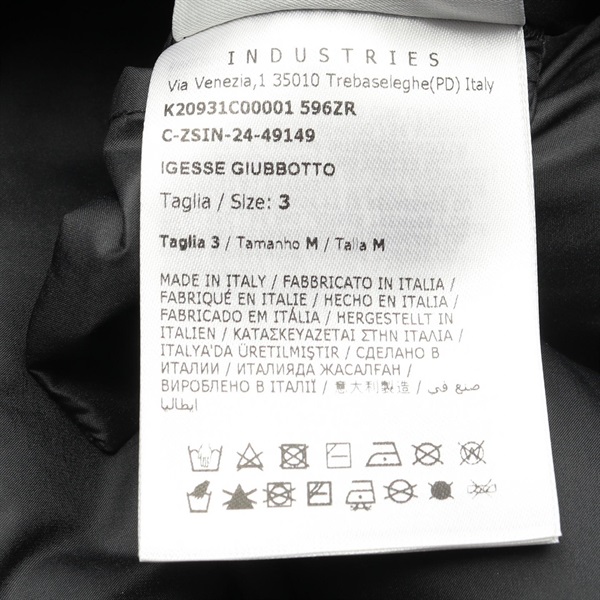 INDUSTRIES
Via Venezia,1 35010 Trebaseleghe(PD) Italy
K20931C00001 596ZR
C-ZSIN-24-49149
IGESSE GIUBBOTTO
Taglia / Size: 3
Taglia 3 / Tamanho M / Talla M
MADE IN ITALY / FABBRICATO IN ITALIA /
FABRIQUÉ EN ITALIE / HECHO EN ITALIA /
FABRICADO EM ITÁLIA / HERGESTELLT IN
ITALIEN / ΚΑΤΑΣΚΕΥΑΖΕΤΑΙ ΣΤΗΝ ΙΤΑΛΙΑ /
ITALYA'DA ÜRETILMIŞTIR / СДЕЛАНО В
ИТАЛИИ / ИТАЛИЯДА ЖАСАЛҒАН /
ВИРОБЛЕНО В ІТАЛІЇ / 意大利製造 / صنع في
ايطاليا